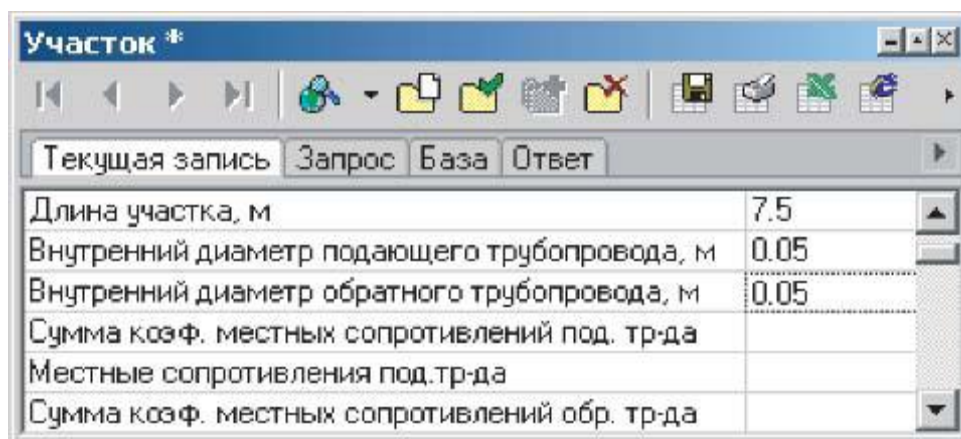 Участок *
Текущая запись Запрос База Ответ
Длина участка, м 7.5
Внутренний диаметр подающего трубопровода, м 0.05
Внутренний диаметр обратного трубопровода, м 0.05
Сумма коэф. местных сопротивлений под. тр-да
Местные сопротивления под.тр-да
Сумма коэф. местных сопротивлений обр. тр-да